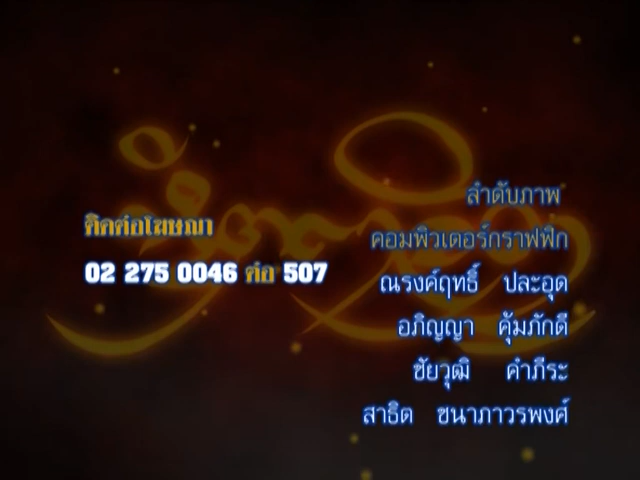 ติดต่อโฆษณา
02 275 0046 ต่อ 507
ลำดับภาพ
คอมพิวเตอร์กราฟฟิก
ณรงค์ฤทธิ์ ปละอุด
อภิญญา คุ้มภักดี
ชัยวุฒิ คำภีระ
สาธิต ชนาภาวรพงศ์